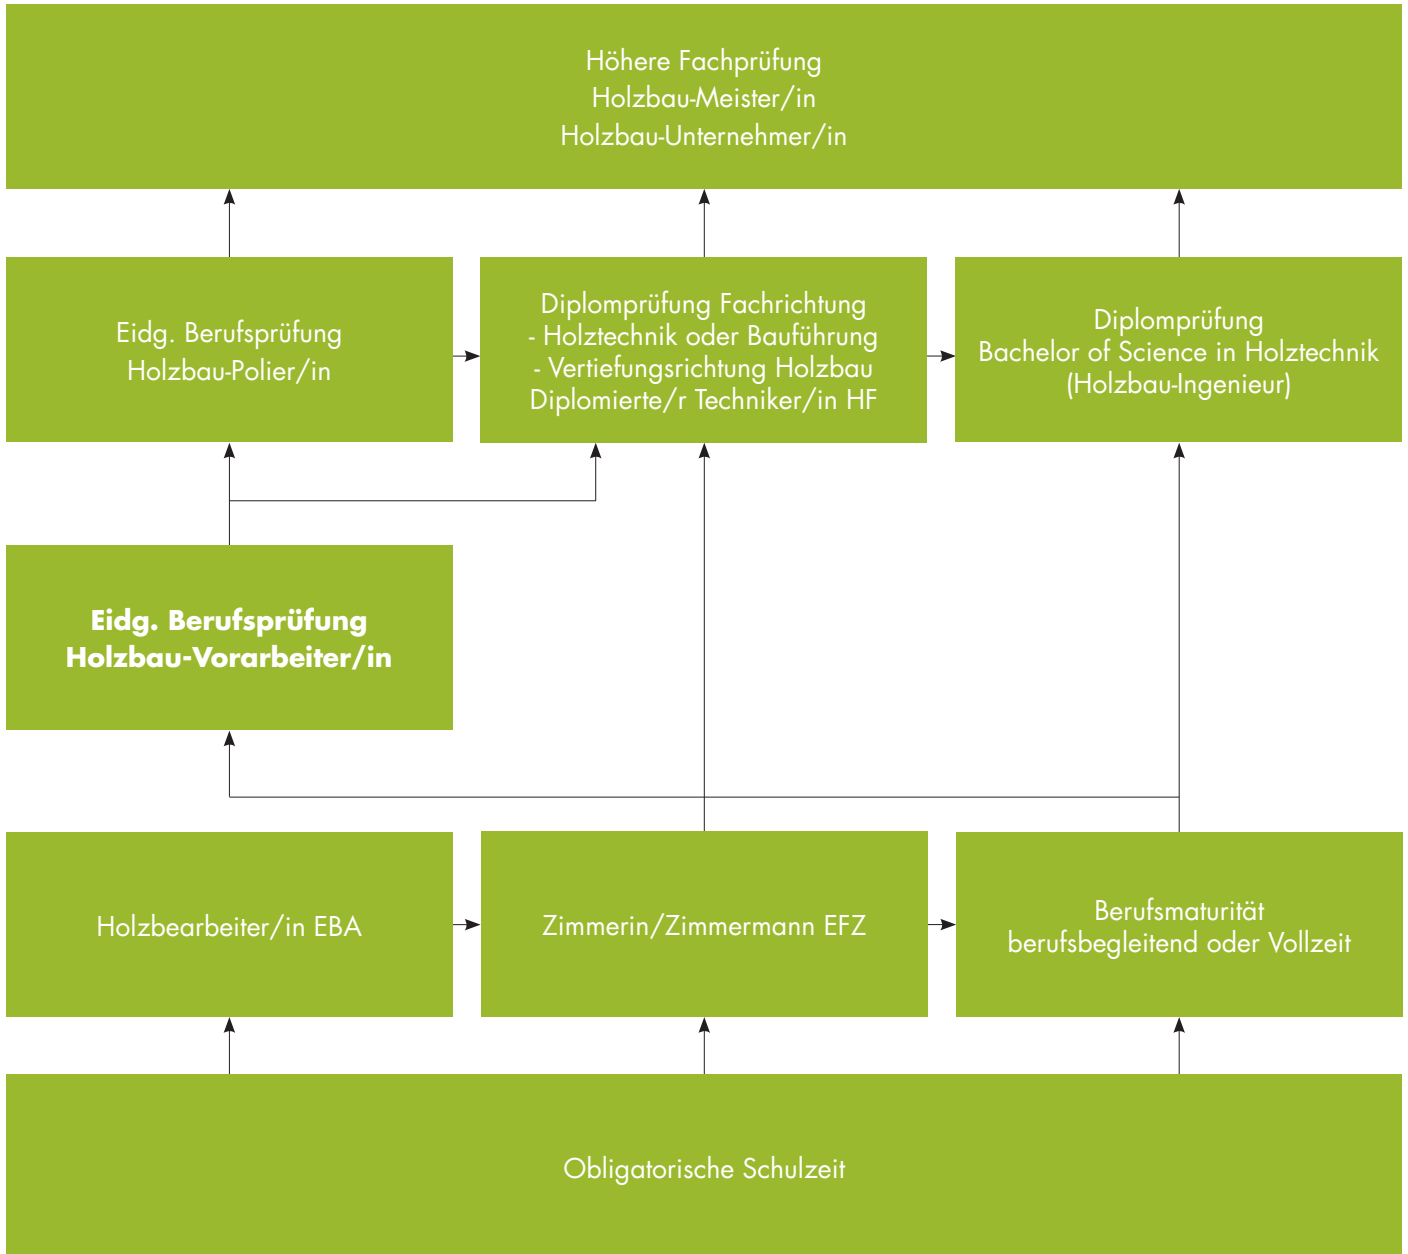 Höhere Fachprüfung
Holzbau-Meister/in
Holzbau-Unternehmer/in
Eidg. Berufsprüfung
Holzbau-Polier/in
Diplomprüfung Fachrichtung
- Holztechnik oder Bauführung
- Vertiefungsrichtung Holzbau
Diplomierte/r Techniker/in HF
Diplomprüfung
Bachelor of Science in Holztechnik
(Holzbau-Ingenieur)
Eidg. Berufsprüfung
Holzbau-Vorarbeiter/in
Holzbearbeiter/in EBA
Zimmerin/Zimmermann EFZ
Berufsmaturität
berufsbegleitend oder Vollzeit
Obligatorische Schulzeit